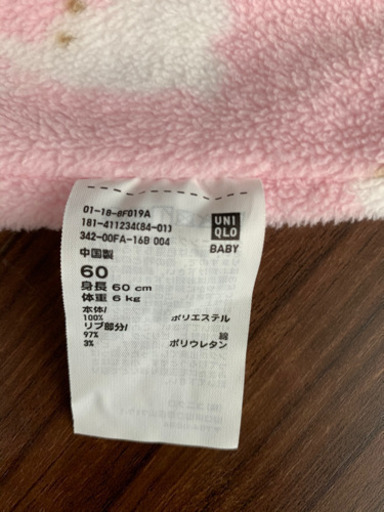 01-18-8F019A
181-411234(84-01)
342-00FA-16B 004
中国製
UNI
QLO
BABY
60
身長 60 cm
体重 6 kg
本体/
100% ポリエステル
リブ部分/
97% 綿
3% ポリウレタン